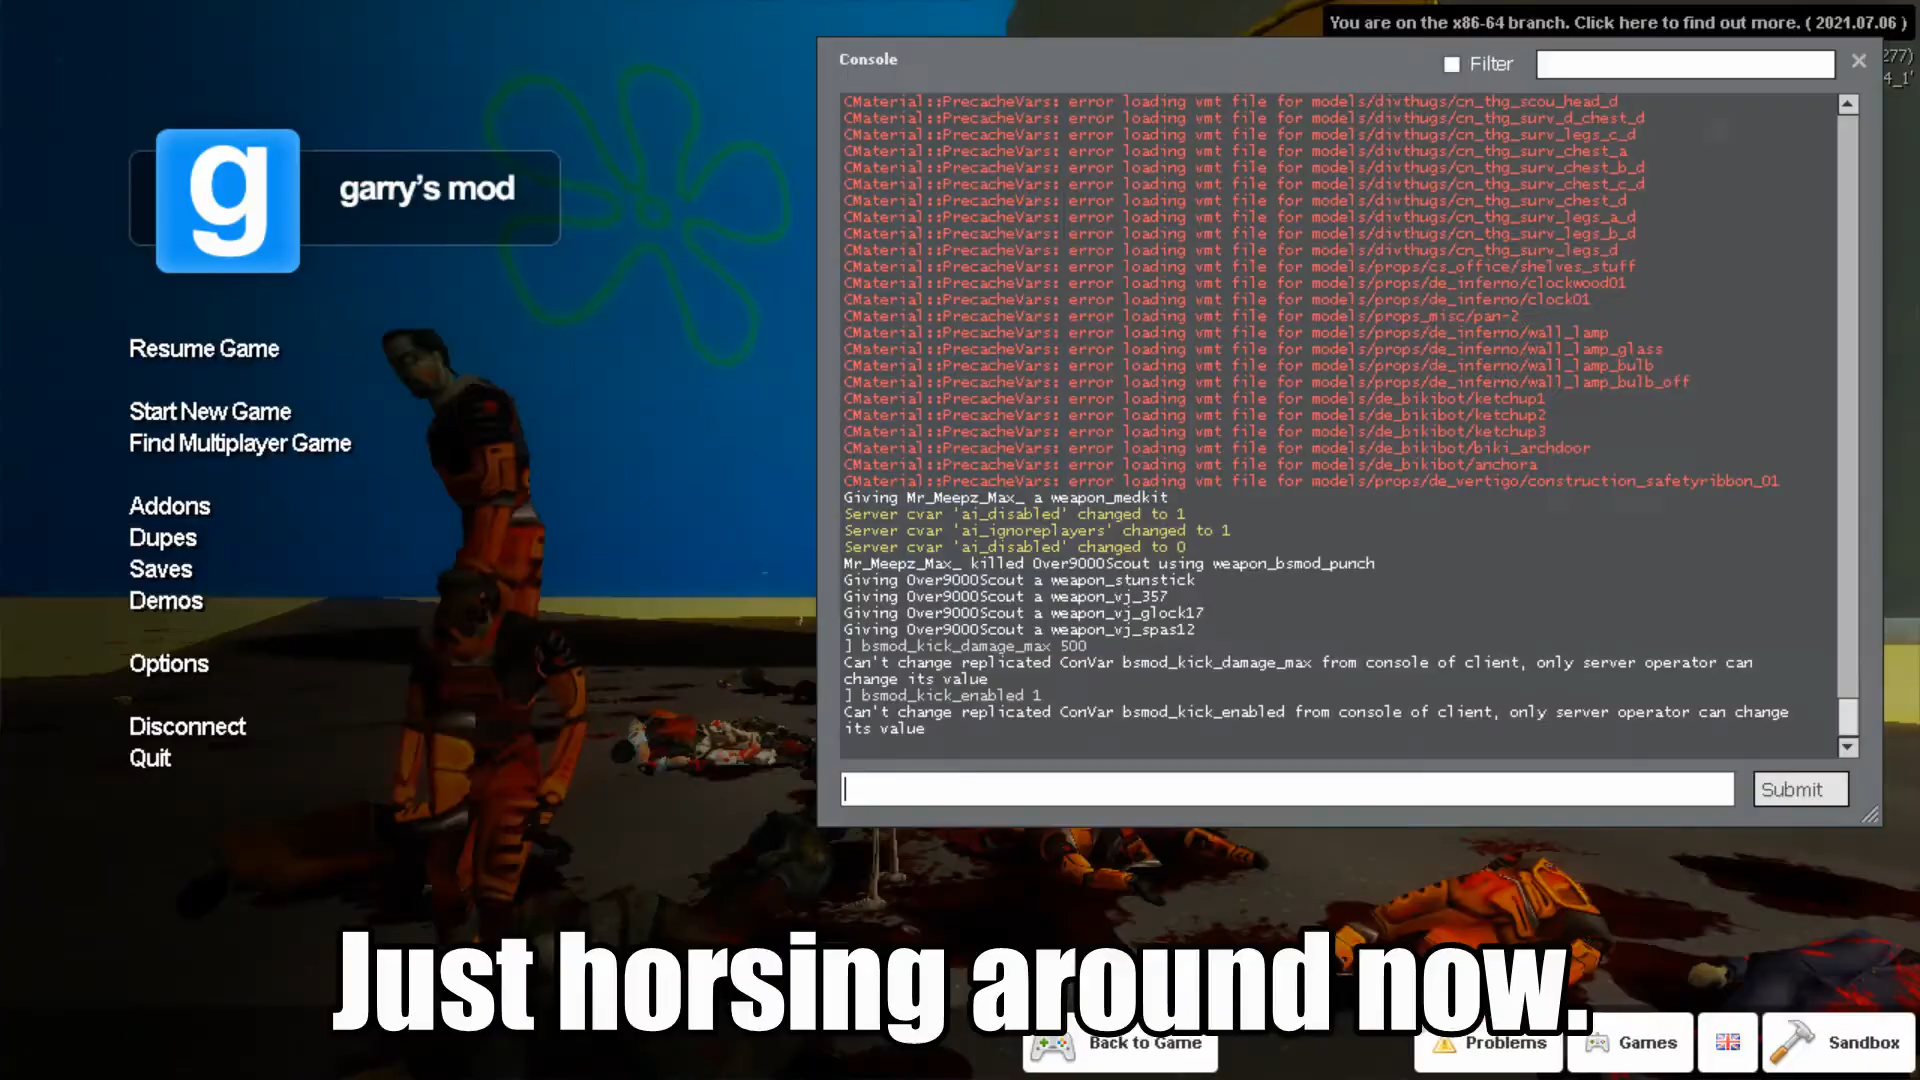 You are on the x86-64 branch. Click here to find out more. ( 2021.07.06 )
277)
4_1'
Console
Filter
g
garry's mod
Resume Game
Start New Game
Find Multiplayer Game
Addons
Dupes
Saves
Demos
Options
Disconnect
Quit
CMaterial::PrecacheVars: error loading vmt file for models/divthugs/cn_thg_scou_head_d
CMaterial::PrecacheVars: error loading vmt file for models/divthugs/cn_thg_surv_d_chest_d
CMaterial::PrecacheVars: error loading vmt file for models/divthugs/cn_thg_surv_legs_c_d
CMaterial::PrecacheVars: error loading vmt file for models/divthugs/cn_thg_surv_chest_a
CMaterial::PrecacheVars: error loading vmt file for models/divthugs/cn_thg_surv_chest_b_d
CMaterial::PrecacheVars: error loading vmt file for models/divthugs/cn_thg_surv_chest_c_d
CMaterial::PrecacheVars: error loading vmt file for models/divthugs/cn_thg_surv_chest_d
CMaterial::PrecacheVars: error loading vmt file for models/divthugs/cn_thg_surv_legs_a_d
CMaterial::PrecacheVars: error loading vmt file for models/divthugs/cn_thg_surv_legs_b_d
CMaterial::PrecacheVars: error loading vmt file for models/divthugs/cn_thg_surv_legs_d
CMaterial::PrecacheVars: error loading vmt file for models/props/cs_office/shelves_stuff
CMaterial::PrecacheVars: error loading vmt file for models/props/de_inferno/clockwood01
CMaterial::PrecacheVars: error loading vmt file for models/props/de_inferno/clock01
CMaterial::PrecacheVars: error loading vmt file for models/props_misc/pan-2
CMaterial::PrecacheVars: error loading vmt file for models/props/de_inferno/wall_lamp
CMaterial::PrecacheVars: error loading vmt file for models/props/de_inferno/wall_lamp_glass
CMaterial::PrecacheVars: error loading vmt file for models/props/de_inferno/wall_lamp_bulb
CMaterial::PrecacheVars: error loading vmt file for models/props/de_inferno/wall_lamp_bulb_off
CMaterial::PrecacheVars: error loading vmt file for models/de_bikibot/ketchup1
CMaterial::PrecacheVars: error loading vmt file for models/de_bikibot/ketchup2
CMaterial::PrecacheVars: error loading vmt file for models/de_bikibot/ketchup3
CMaterial::PrecacheVars: error loading vmt file for models/de_bikibot/biki_archdoor
CMaterial::PrecacheVars: error loading vmt file for models/de_bikibot/anchora
CMaterial::PrecacheVars: error loading vmt file for models/props/de_vertigo/construction_safetyribbon_01
Giving Mr_Meepz_Max_ a weapon_medkit
Server cvar 'ai_disabled' changed to 1
Server cvar 'ai_ignoreplayers' changed to 1
Server cvar 'ai_disabled' changed to 0
Mr_Meepz_Max_ killed Over9000Scout using weapon_bsmod_punch
Giving Over9000Scout a weapon_stunstick
Giving Over9000Scout a weapon_vj_357
Giving Over9000Scout a weapon_vj_glock17
Giving Over9000Scout a weapon_vj_spas12
] bsmod_kick_damage_max 500
Can't change replicated ConVar bsmod_kick_damage_max from console of client, only server operator can
change its value
] bsmod_kick_enabled 1
Can't change replicated ConVar bsmod_kick_enabled from console of client, only server operator can change
its value
Submit
Just horsing around now.
Back to Game
Problems
Games
Sandbox